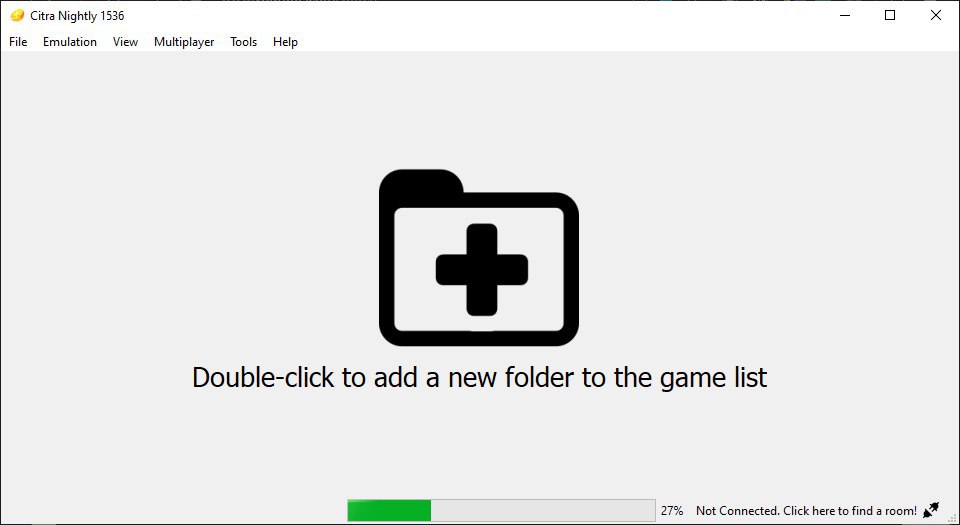 Citra Nightly 1536
File Emulation View Multiplayer Tools Help
Double-click to add a new folder to the game list
27% Not Connected. Click here to find a room!